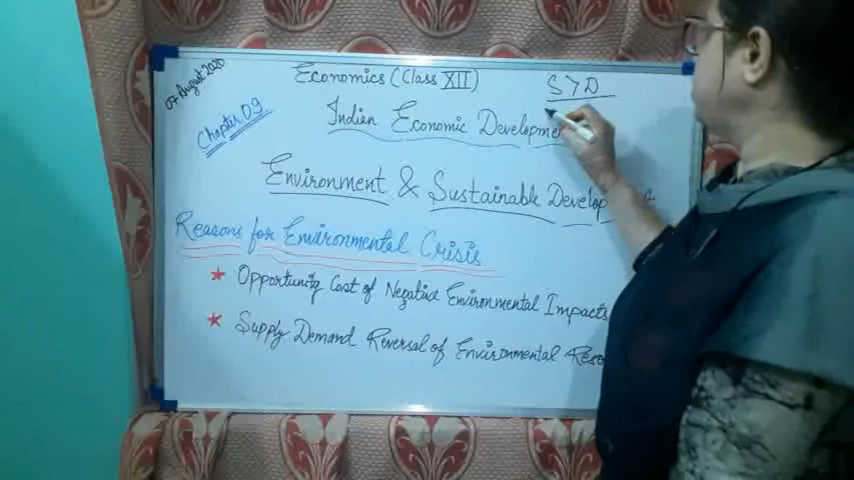 07 August 2020
Economics (Class XII)
S > D
Chapter 09
Indian Economic Developme
Environment & Sustainable Develop
Reasons for Environmental Crisis
* Opportunity Cost of Negative Environmental Impacts
* Supply Demand Reversal of Environmental Reso